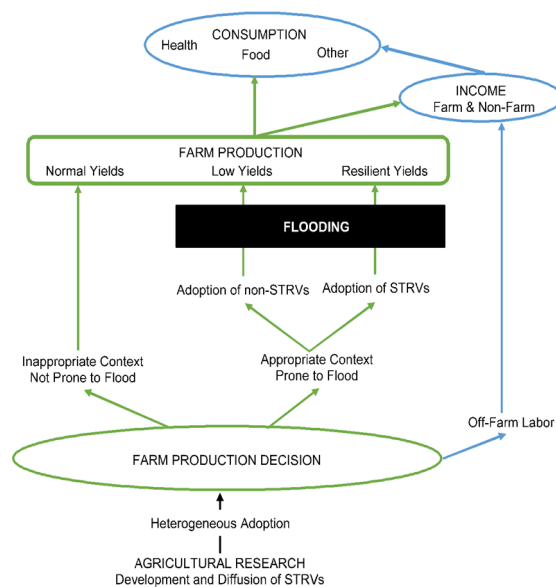 CONSUMPTION
Health
Food
Other
INCOME
Farm & Non-Farm
FARM PRODUCTION
Normal Yields
Low Yields
Resilient Yields
FLOODING
Adoption of non-STRVs
Adoption of STRVs
Inappropriate Context
Not Prone to Flood
Appropriate Context
Prone to Flood
Off-Farm Labor
FARM PRODUCTION DECISION
Heterogeneous Adoption
AGRICULTURAL RESEARCH
Development and Diffusion of STRVs